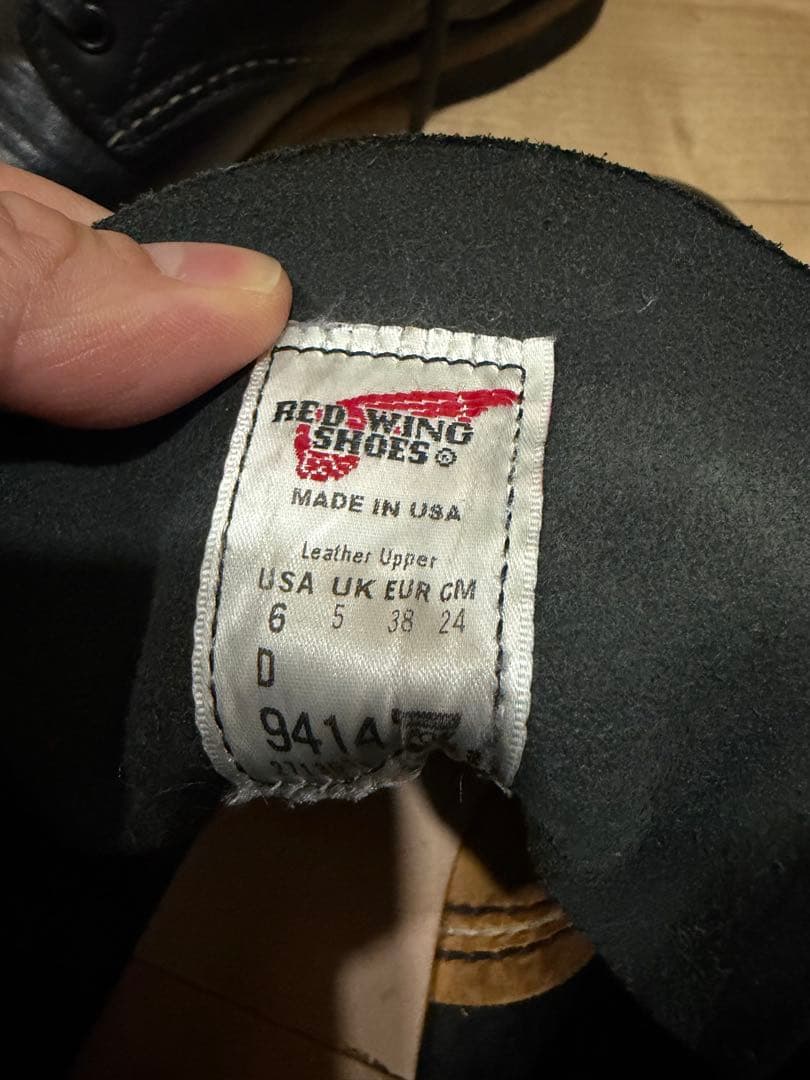 RED WING
SHOES®
MADE IN USA
Leather Upper
USA UK EUR CM
6 5 38 24
D
9414